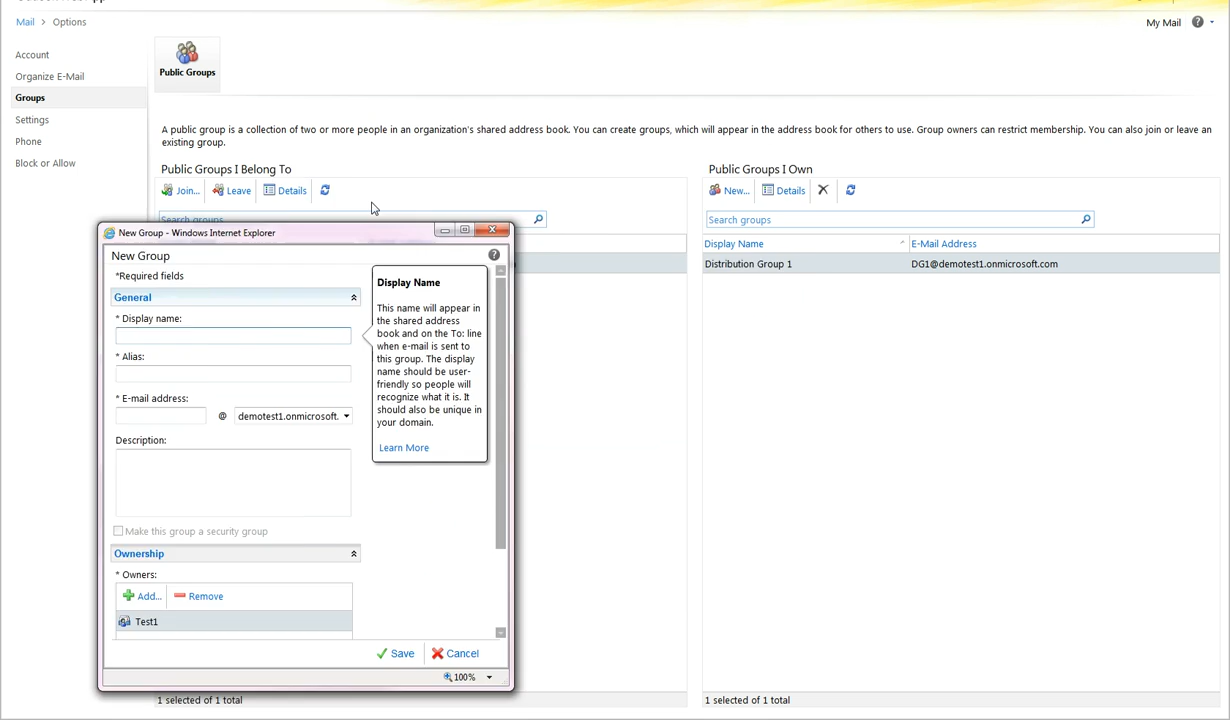 Mail > Options
My Mail
Account
Organize E-Mail
Groups
Settings
Phone
Block or Allow
Public Groups
A public group is a collection of two or more people in an organization's shared address book. You can create groups, which will appear in the address book for others to use. Group owners can restrict membership. You can also join or leave an
existing group.
Public Groups I Belong To
Join... Leave Details
Search groups
Public Groups I Own
New... Details
Search groups
Display Name E-Mail Address
Distribution Group 1 DG1@demotest1.onmicrosoft.com
New Group - Windows Internet Explorer
New Group
*Required fields
General
* Display name:
* Alias:
* E-mail address:
@ demotest1.onmicrosoft.
Description:
Make this group a security group
Ownership
* Owners:
Add... Remove
Test1
Display Name
This name will appear in
the shared address
book and on the To: line
when e-mail is sent to
this group. The display
name should be user-
friendly so people will
recognize what it is. It
should also be unique in
your domain.
Learn More
Save Cancel
100%
1 selected of 1 total
1 selected of 1 total